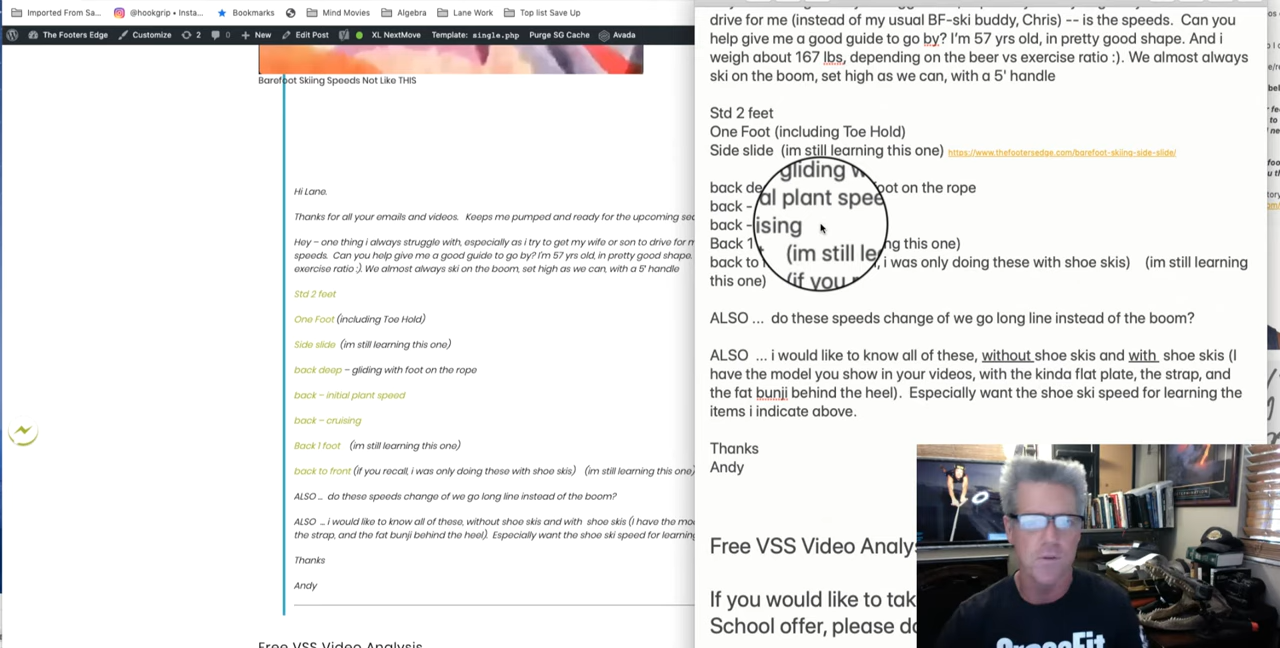 Imported From Sa...
@hookgrip • Insta...
Bookmarks
Mind Movies
Algebra
Lane Work
Top list Save Up
The Footers Edge
Customize
2
0
New
Edit Post
XL NextMove
Template: single.php
Purge SG Cache
Avada
Barefoot Skiing Speeds Not Like THIS
Hi Lane.
Thanks for all your emails and videos. Keeps me pumped and ready for the upcoming
Hey – one thing i always struggle with, especially as i try to get my wife or son to drive for
speeds. Can you help give me a good guide to go by? I'm 57 yrs old, in pretty good shape.
exercise ratio ;). We almost always ski on the boom, set high as we can, with a 5' handle
Std 2 feet
One Foot (including Toe Hold)
Side slide (im still learning this one)
back deep – gliding with foot on the rope
back – initial plant speed
back – cruising
Back 1 foot (im still learning this one)
back to front (if you recall, i was only doing these with shoe skis) (im still learning this one)
ALSO ... do these speeds change of we go long line instead of the boom?
ALSO ... i would like to know all of these, without shoe skis and with shoe skis (I have the
the strap, and the fat bunji behind the heel). Especially want the shoe ski speed for
Thanks
Andy
Free VSS Video Analysis
drive for me (instead of my usual BF-ski buddy, Chris) -- is the speeds. Can you
help give me a good guide to go by? I'm 57 yrs old, in pretty good shape. And i
weigh about 167 lbs, depending on the beer vs exercise ratio :). We almost always
ski on the boom, set high as we can, with a 5' handle
Std 2 feet
One Foot (including Toe Hold)
Side slide (im still learning this one) https://www.thefootersedge.com/barefoot-skiing-side-slide/
back de gliding oot on the rope
back - al plant spee
back - ising
Back 1 (im still le ng this one)
back to (if you , i was only doing these with shoe skis) (im still learning
this one)
ALSO ... do these speeds change of we go long line instead of the boom?
ALSO ... i would like to know all of these, without shoe skis and with shoe skis (I
have the model you show in your videos, with the kinda flat plate, the strap, and
the fat bunji behind the heel). Especially want the shoe ski speed for learning the
items i indicate above.
Thanks
Andy
Free VSS Video Analy
If you would like to tak
School offer, please do
CrossFit